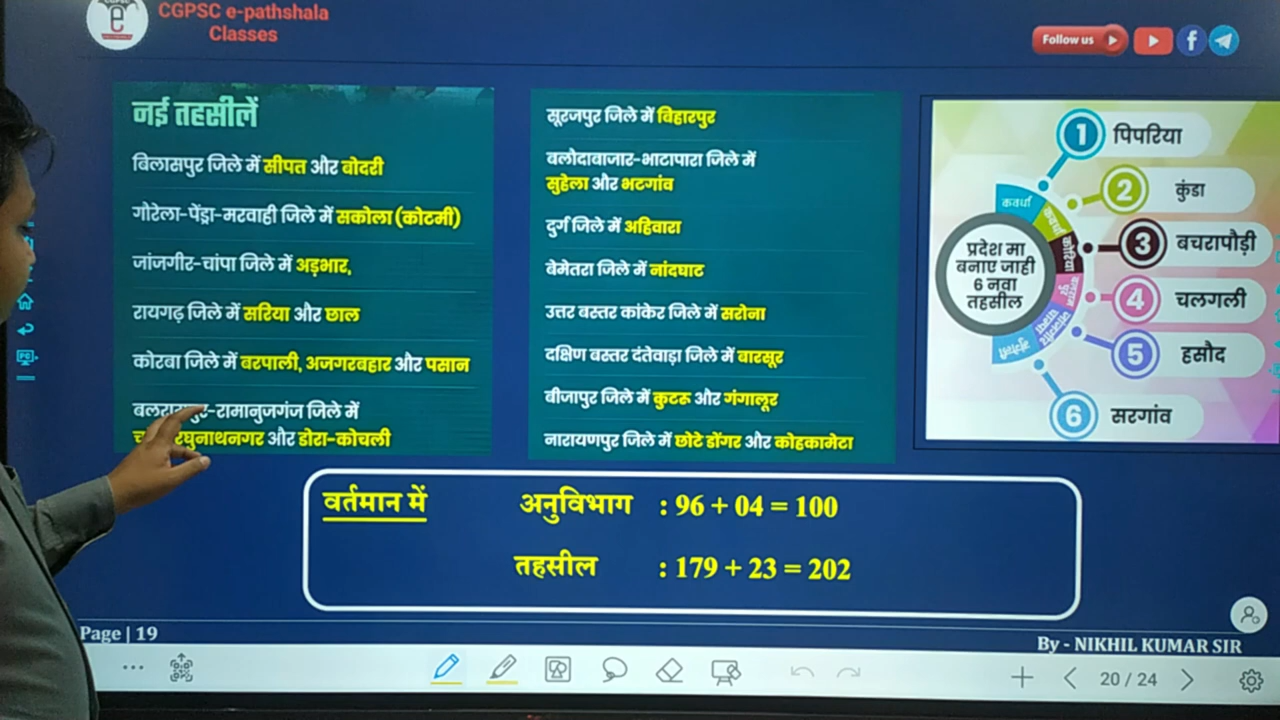 CGPSC
CGPSC e-pathshala
Classes
Follow us
नई तहसीलें
बिलासपुर जिले में सीपत और बोदरी
गोरेला-पेंड्रा-मरवाही जिले में सकोला (कोटमी)
जांजगीर-चांपा जिले में अड़भार,
रायगढ़ जिले में सरिया और छाल
कोरबा जिले में बरपाली, अजगरबहार और पसान
-रामानुजगंज जिले में
रघुनाथनगर और डोरा-कोचली
सूरजपुर जिले में बिहारपुर
बलोदाबाजार-भाटापारा जिले में
सुहेला और भटगांव
दुर्ग जिले में अहिवारा
बेमेतरा जिले में नांदघाट
उत्तर बस्तर कांकेर जिले में सरोना
दक्षिण बस्तर दंतेवाड़ा जिले में बारसूर
बीजापुर जिले में कुटरू और गंगालूर
नारायणपुर जिले में छोटे डोंगर और कोहकामेटा
प्रदेश मा
बनाए जाही
6 नवा
तहसील
कवर्धा
कवर्धा
कोरिया
मुंगेली
1 पिपरिया
2 कुंडा
3 बचरापौड़ी
4 चलगली
5 हसौद
6 सरगांव
वर्तमान में
अनुविभाग : 96 + 04 = 100
तहसील : 179 + 23 = 202
Page | 19
By - NIKHIL KUMAR SIR
20 / 24